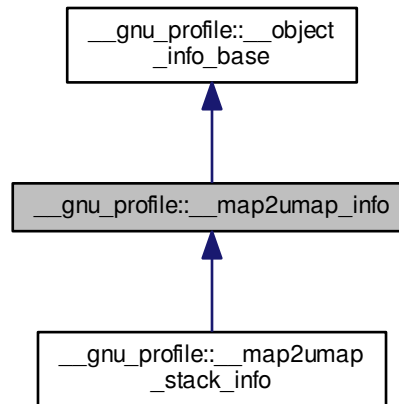 __gnu_profile::__object
_info_base
__gnu_profile::__map2umap_info
__gnu_profile::__map2umap
_stack_info